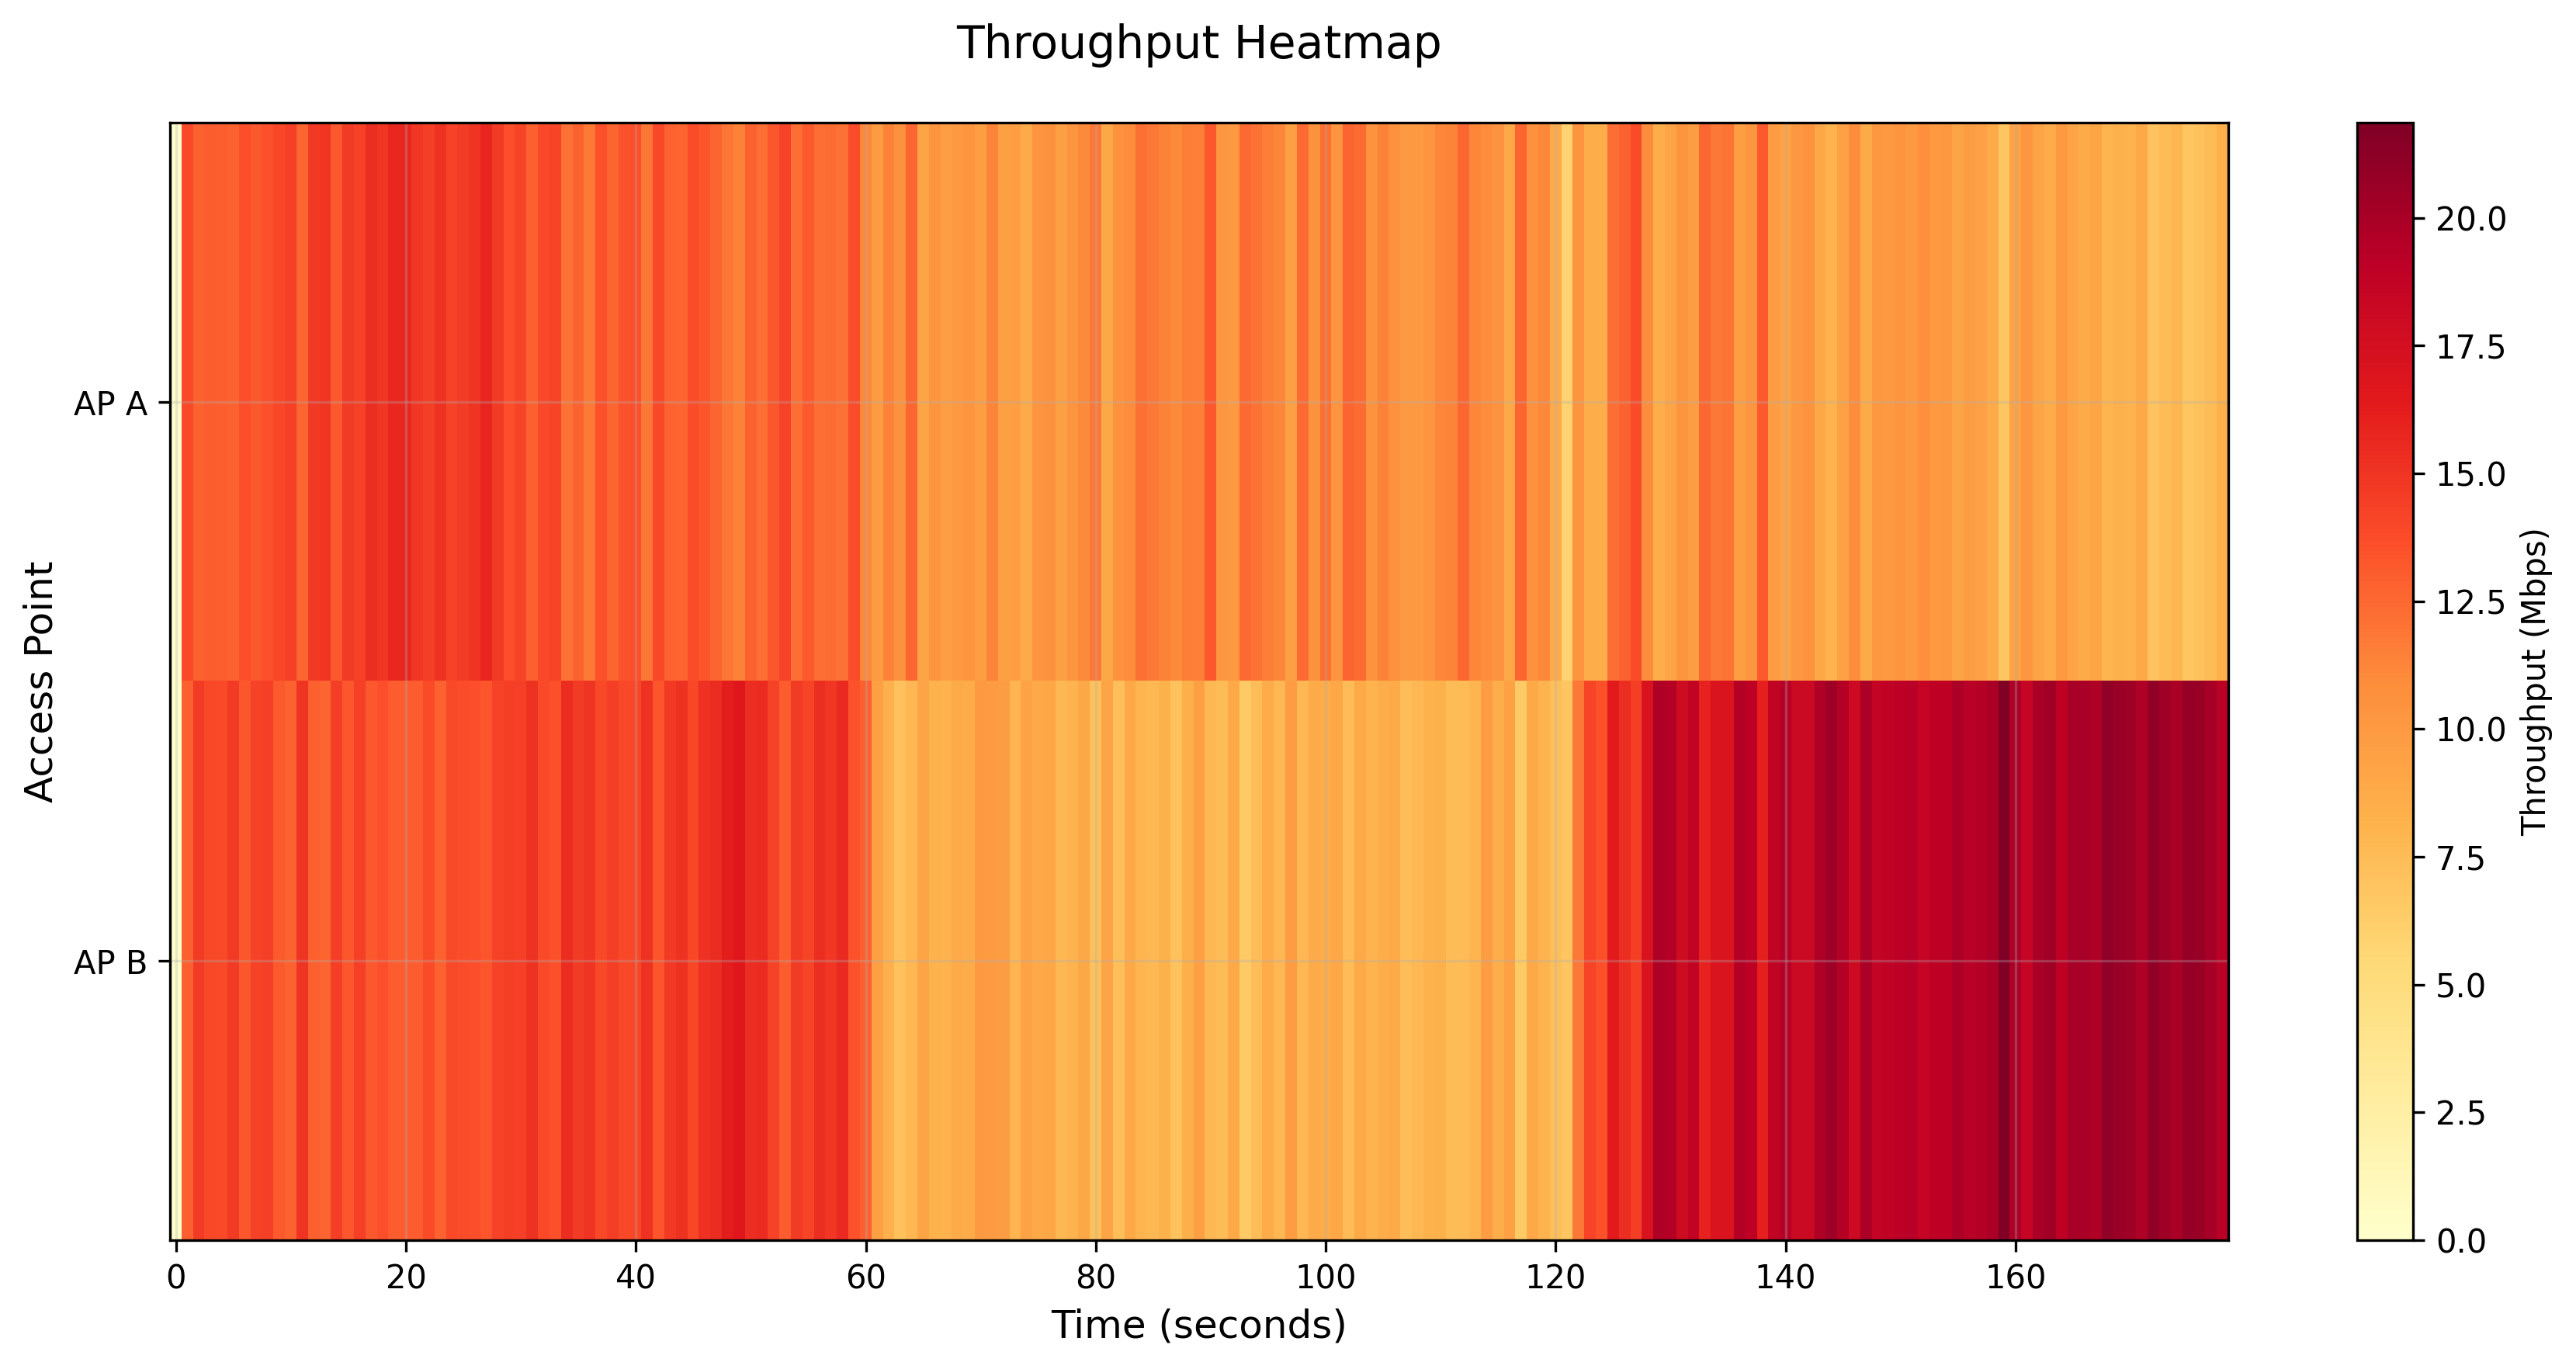 Throughput Heatmap
Access Point
AP A
AP B
0 20 40 60 80 100 120 140 160
Time (seconds)
20.0
17.5
15.0
12.5
10.0
7.5
5.0
2.5
0.0
Throughput (Mbps)